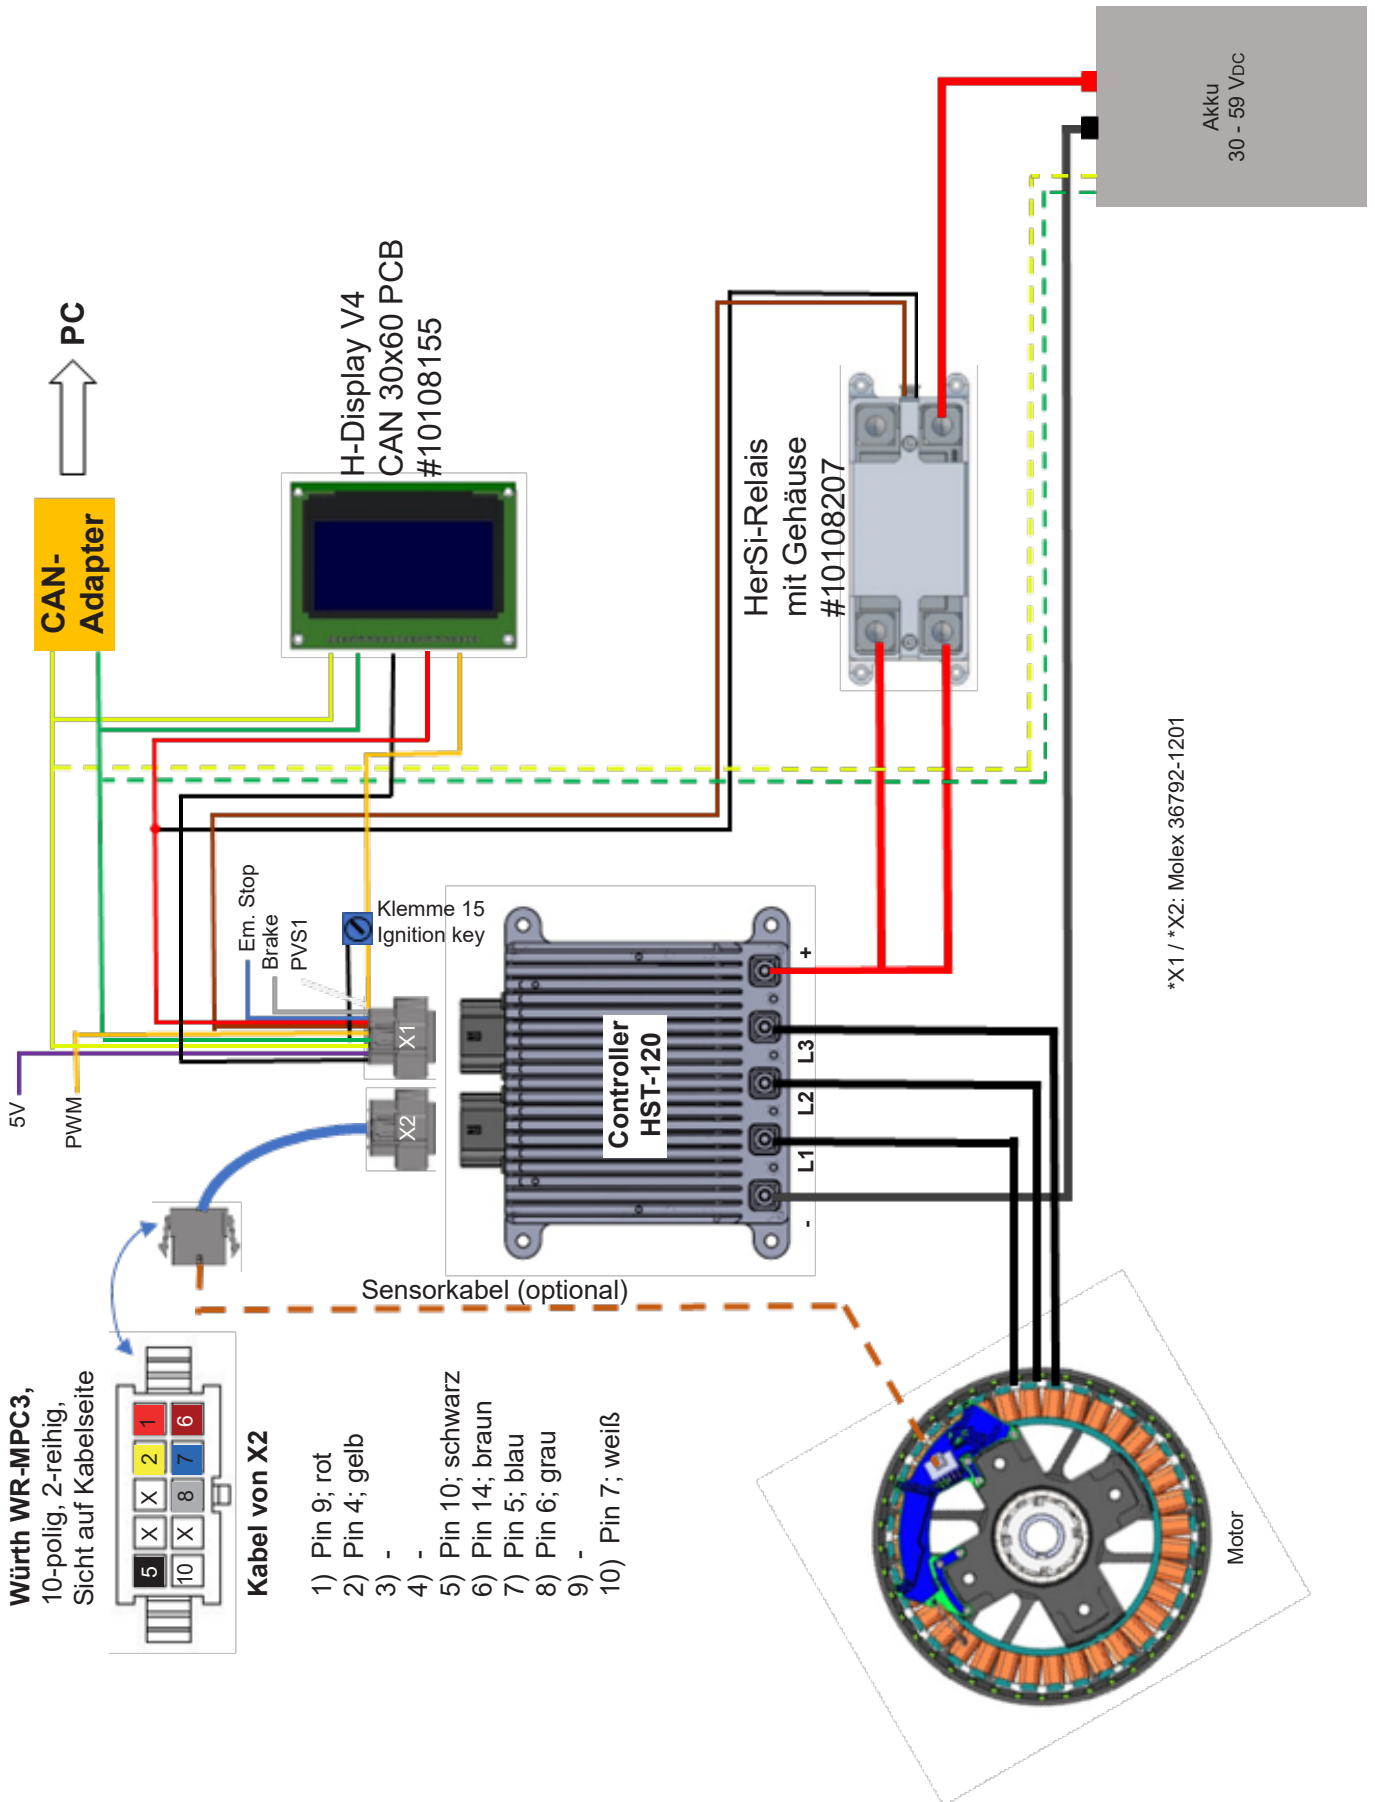 Würth WR-MPC3,
10-polig, 2-reihig,
Sicht auf Kabelseite
5 X X 2 1
10 X 8 7 6
Kabel von X2
1) Pin 9; rot
2) Pin 4; gelb
3) -
4) -
5) Pin 10; schwarz
6) Pin 14; braun
7) Pin 5; blau
8) Pin 6; grau
9) -
10) Pin 7; weiß
5V
PWM
CAN-
Adapter
PC
H-Display V4
CAN 30x60 PCB
#10108155
Em. Stop
Brake
PVS1
Klemme 15
Ignition key
X2
X1
Sensorkabel (optional)
Controller
HST-120
-
L1
L2
L3
+
HerSi-Relais
mit Gehäuse
#10108207
Akku
30 - 59 VDC
Motor
*X1 / *X2: Molex 36792-1201